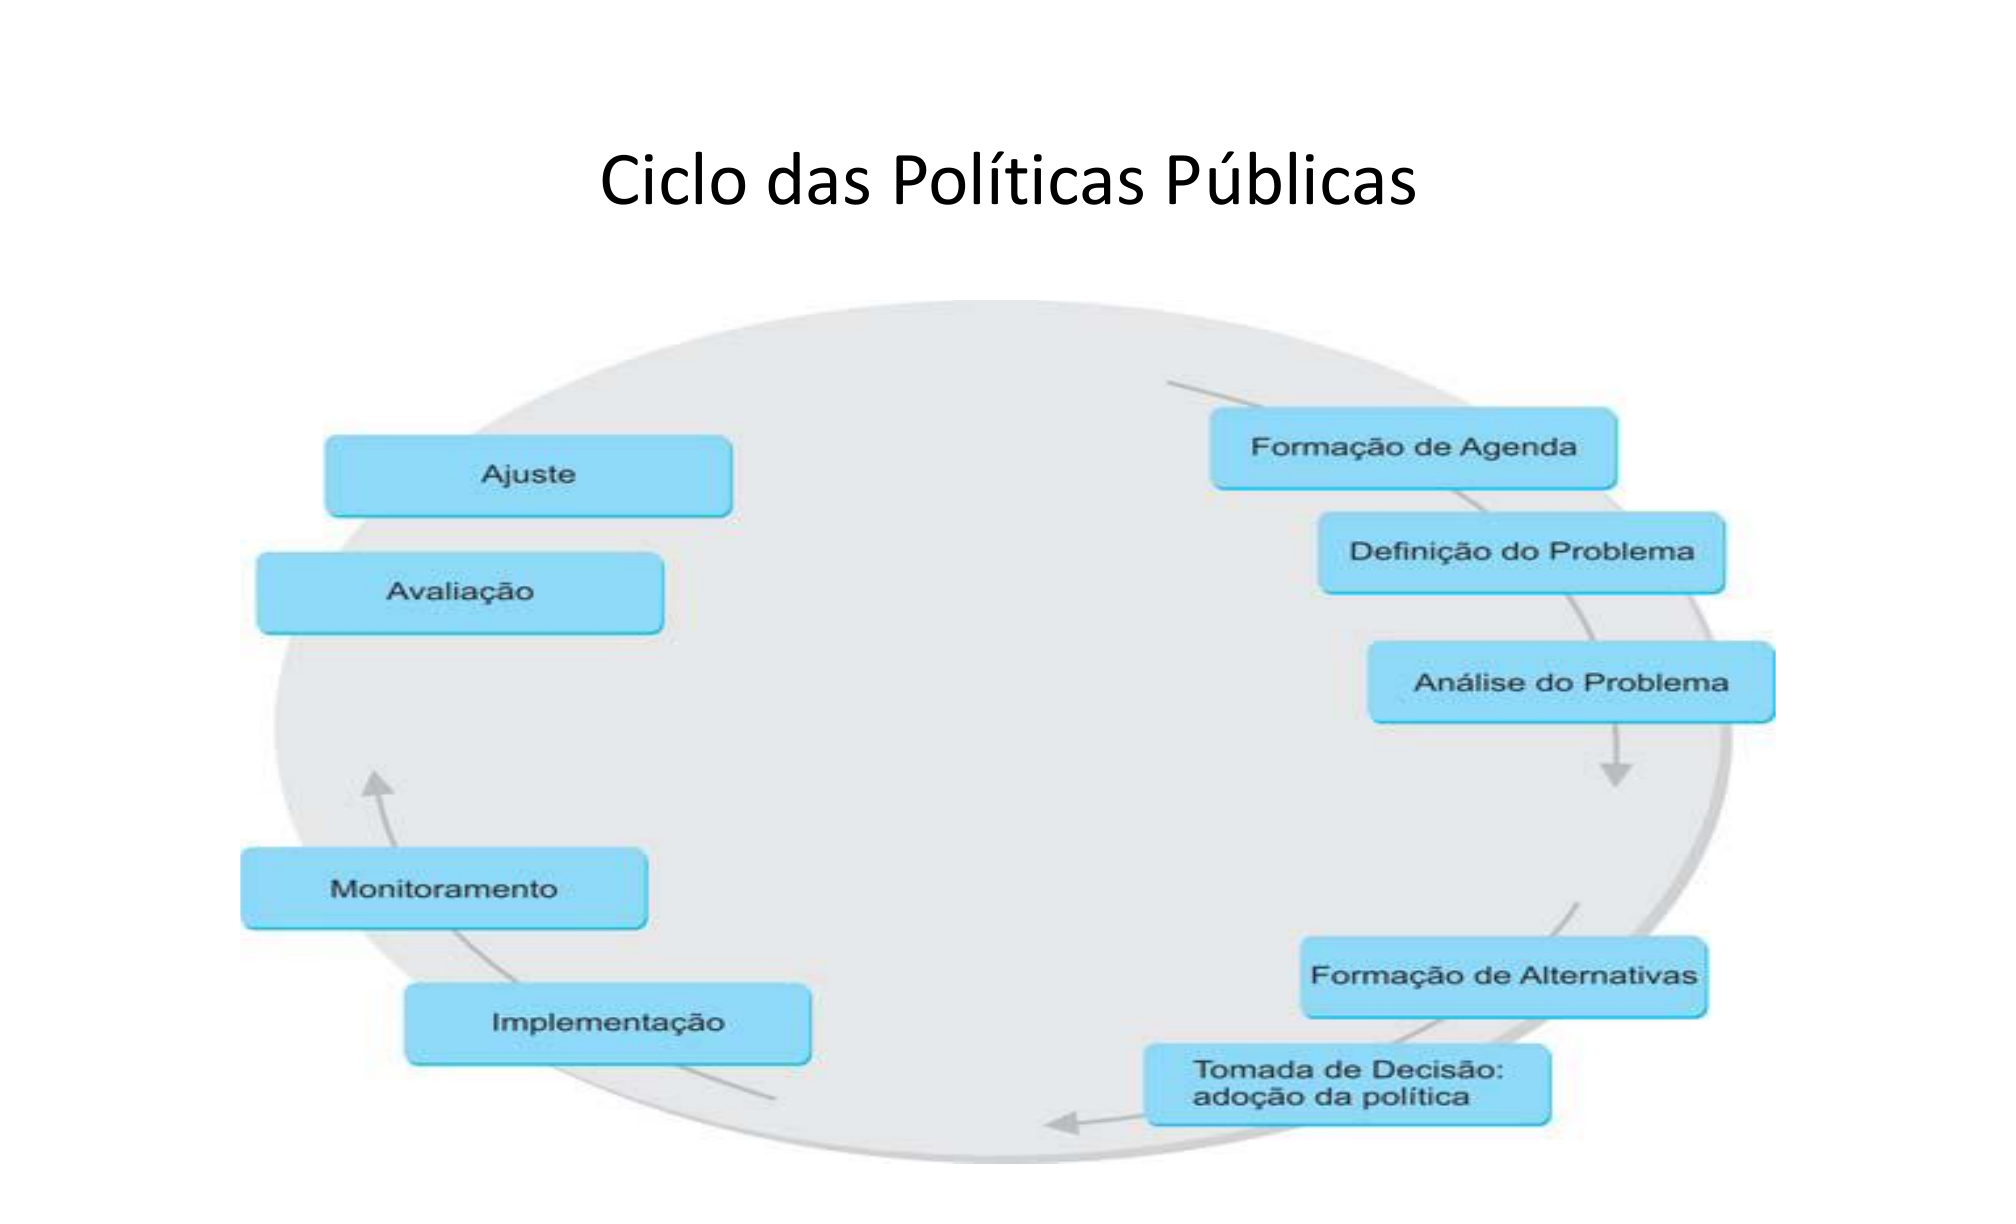 Ciclo das Políticas Públicas
Formação de Agenda
Definição do Problema
Análise do Problema
Formação de Alternativas
Tomada de Decisão:
adoção da política
Implementação
Monitoramento
Avaliação
Ajuste